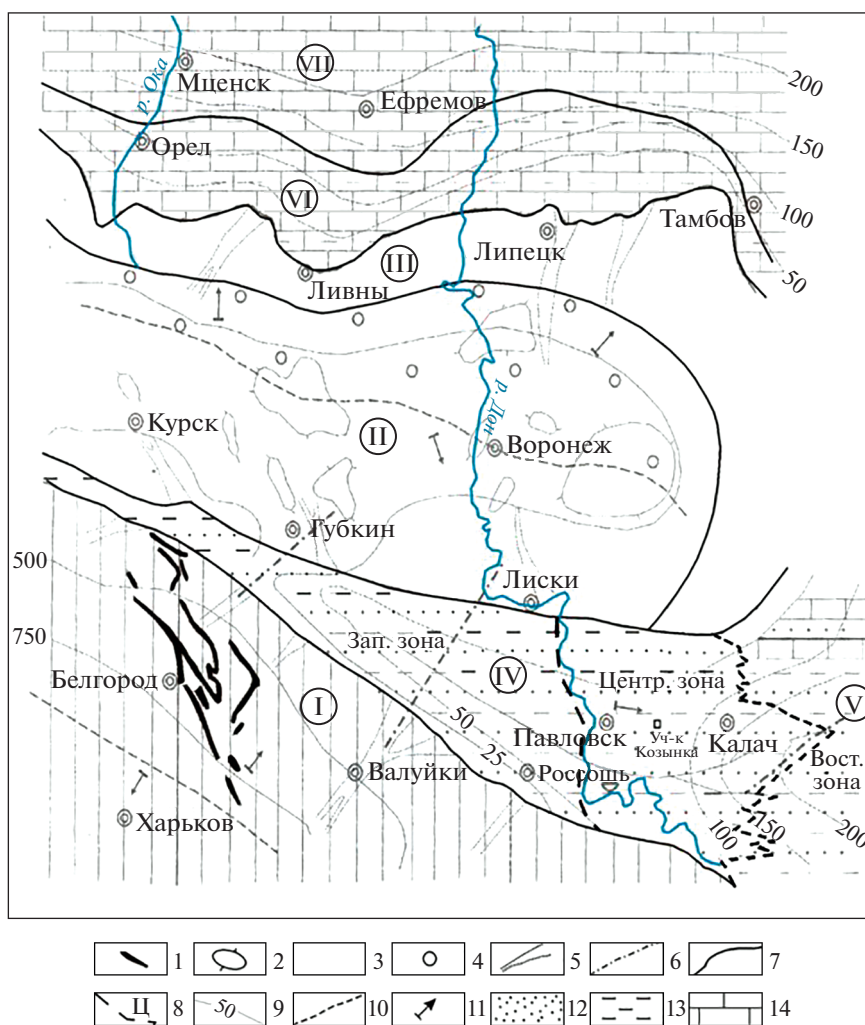 VII
200
р. Ока
Мценск
Ефремов
150
Орел
VI
100
Тамбов
III
Липецк
50
Ливны
р. Дон
Курск
II
Воронеж
Губкин
500
Лиски
Зап. зона
750
IV
Центр. зона
Белгород
I
V
50
Павловск
Уч-к
Козынка
Калач
25
Вост.
зона
Валуйки
Россошь
Харьков
100
150
200
1 2 3 4 5 6 7
Ц 8 50 9 10 11 12 13 14